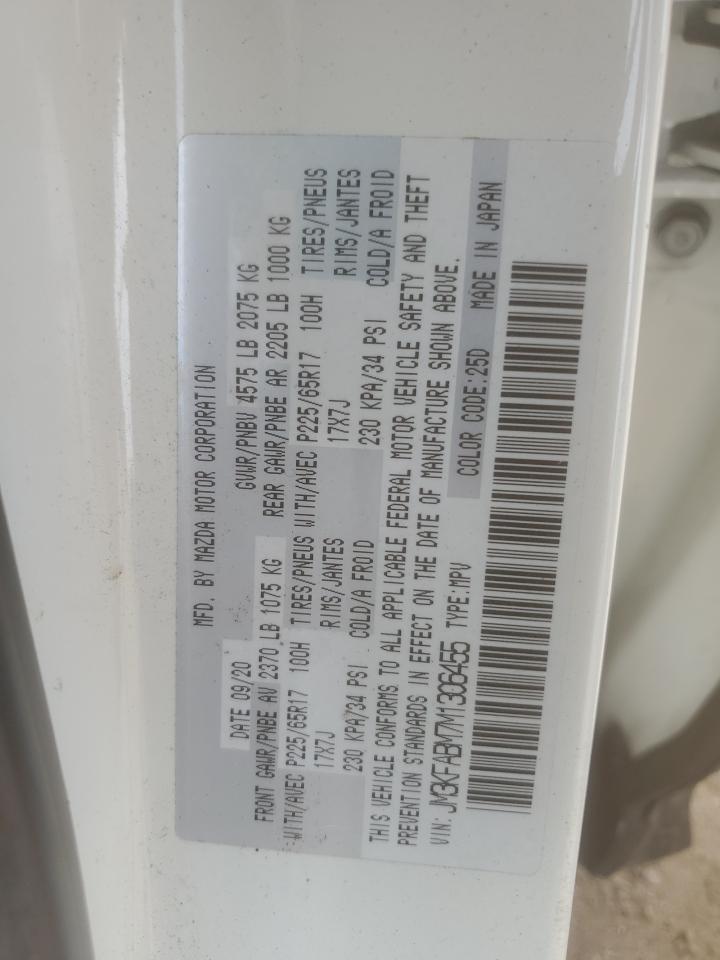 MFD. BY MAZDA MOTOR CORPORATION
DATE 09/20 GVWR/PNBV 4575 LB 2075 KG
FRONT GAWR/PNBE AV 2370 LB 1075 KG REAR GAWR/PNBE AR 2205 LB 1000 KG
WITH/AVEC P225/65R17 100H TIRES/PNEUS WITH/AVEC P225/65R17 100H TIRES/PNEUS
17X7J RIMS/JANTES 17X7J RIMS/JANTES
230 KPA/34 PSI COLD/A FROID 230 KPA/34 PSI COLD/A FROID
THIS VEHICLE CONFORMS TO ALL APPLICABLE FEDERAL MOTOR VEHICLE SAFETY AND THEFT
PREVENTION STANDARDS IN EFFECT ON THE DATE OF MANUFACTURE SHOWN ABOVE.
VIN: JM3KFABM7M1306455 TYPE:MPV COLOR CODE:25D MADE IN JAPAN